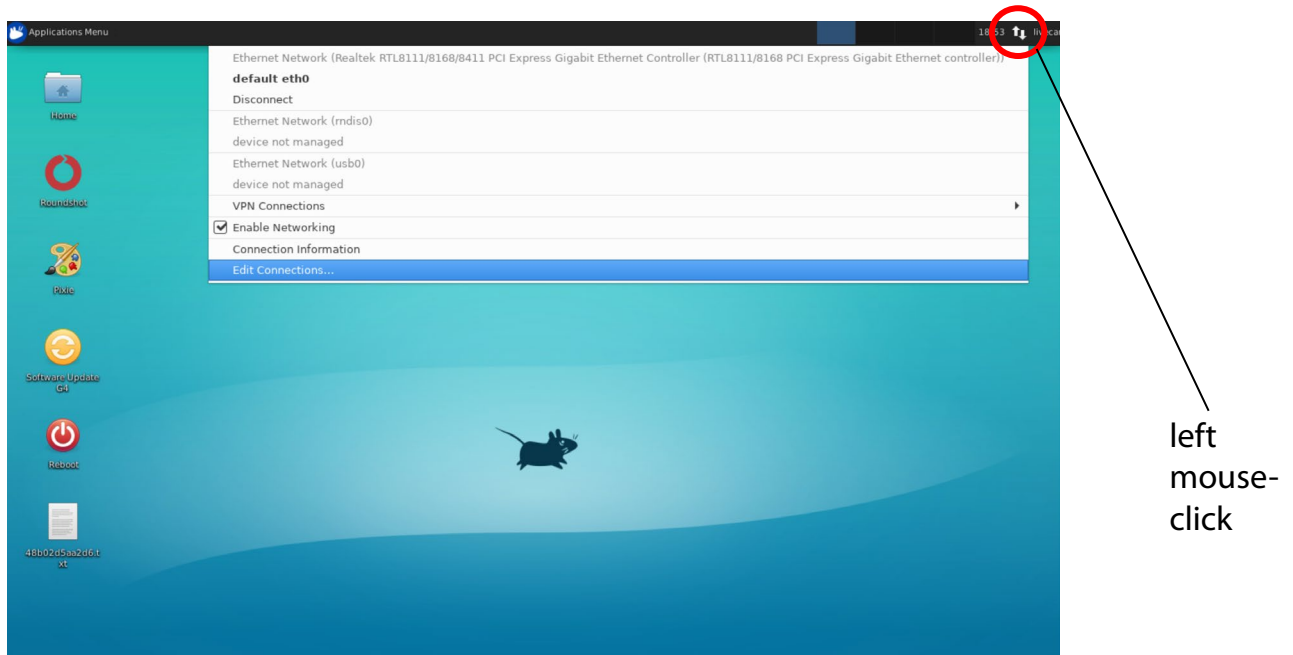 Applications Menu
18:53
Ethernet Network (Realtek RTL8111/8168/8411 PCI Express Gigabit Ethernet Controller (RTL8111/8168 PCI Express Gigabit Ethernet controller))
default eth0
Disconnect
Ethernet Network (rndis0)
device not managed
Ethernet Network (usb0)
device not managed
VPN Connections
Enable Networking
Connection Information
Edit Connections...
Home
Roundshot
Pixie
Software Update
G4
Reboot
48b02d5aa2d6.t
xt
left
mouse-
click